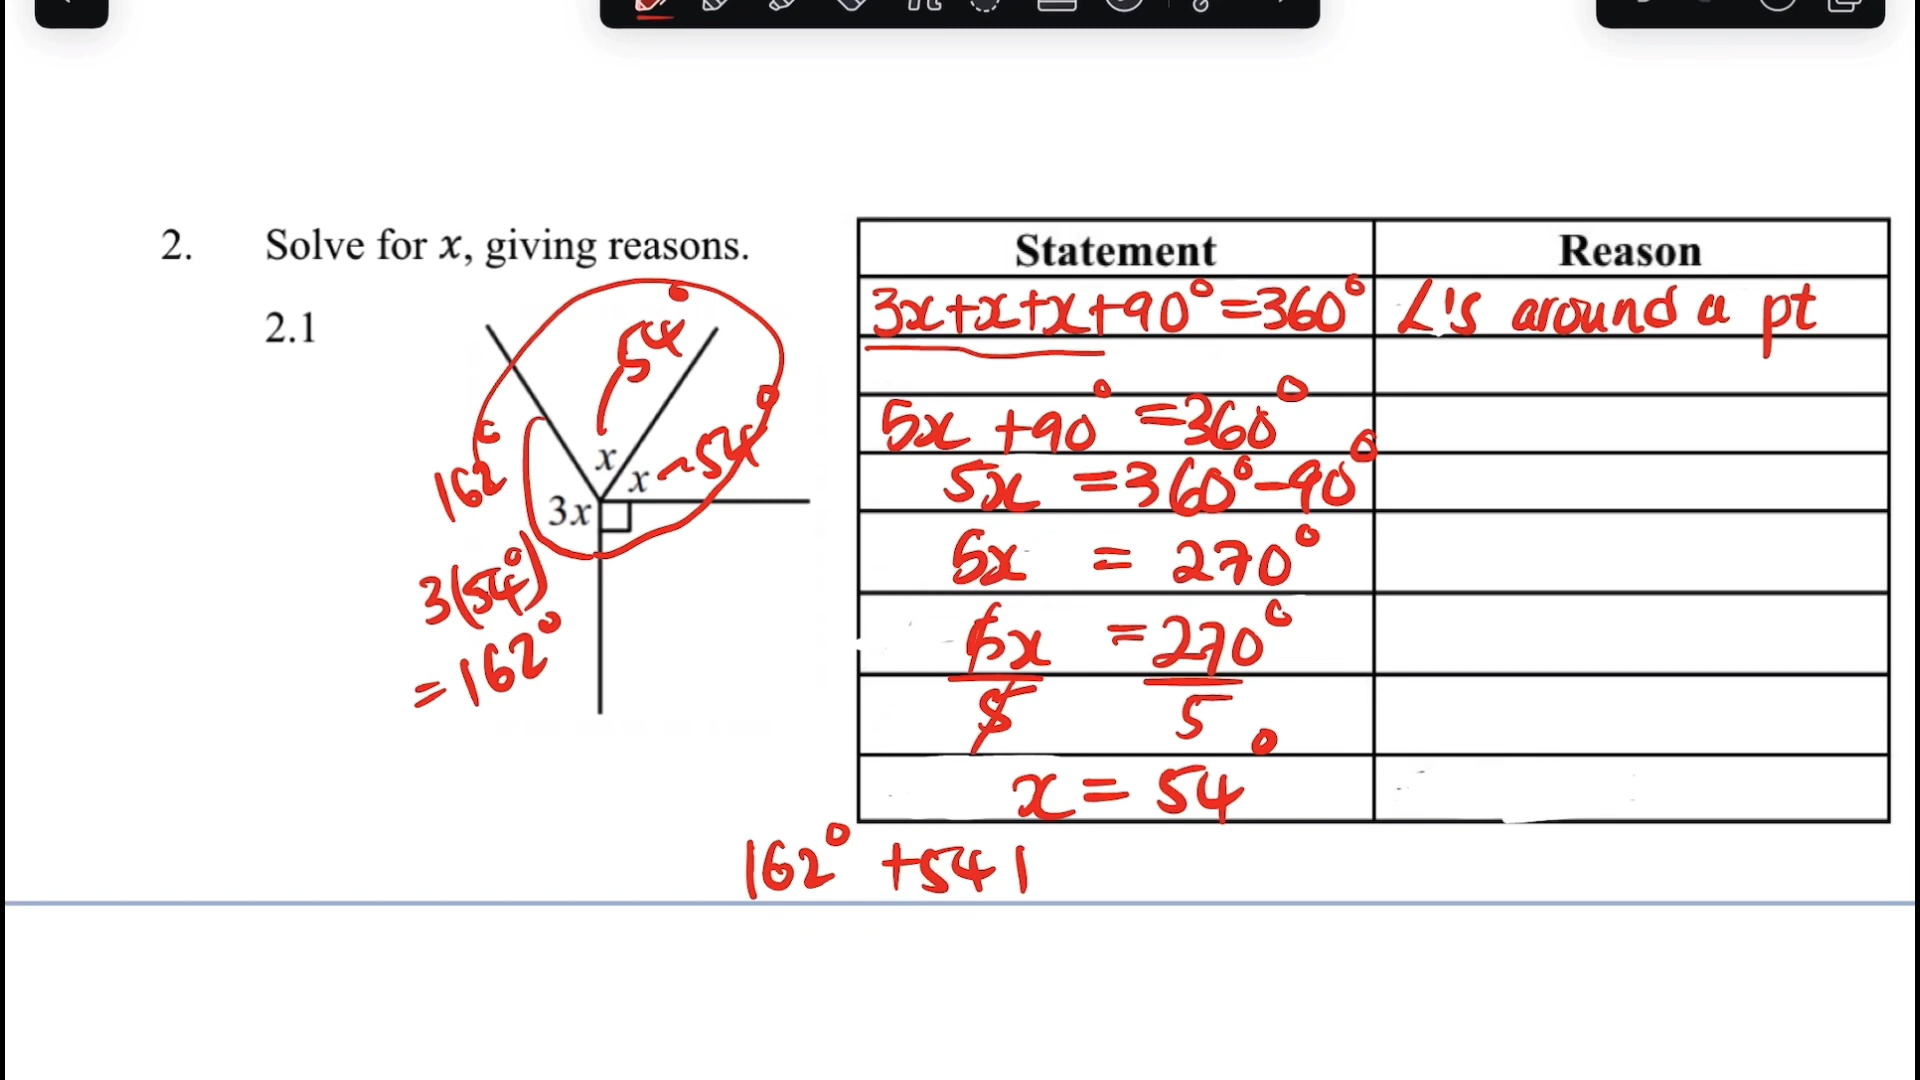 2. Solve for x, giving reasons.
2.1
54°
x
x
54°
162°
3x
3(54°)
= 162°
Statement Reason
3x+x+x+90°=360° L's around a pt
5x +90° =360°
5x =360°-90°
5x = 270°
5x = 270°
5 5
x = 54°
162° +54